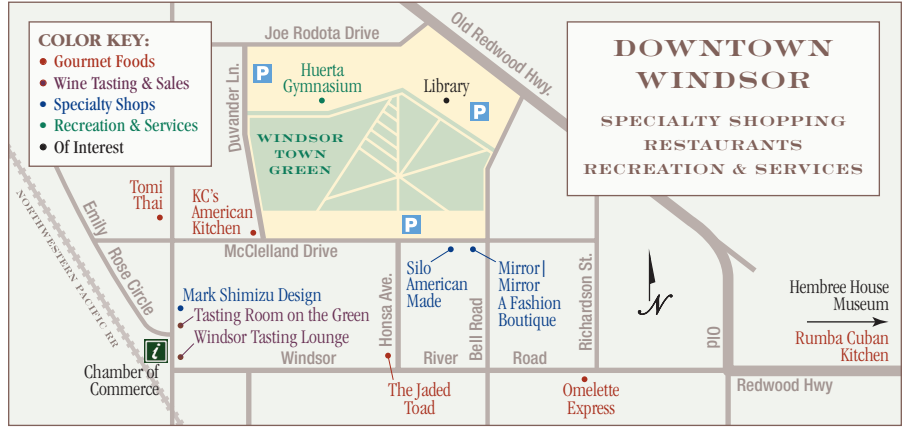 COLOR KEY:
Gourmet Foods
Wine Tasting & Sales
Specialty Shops
Recreation & Services
Of Interest
Joe Rodota Drive
Old Redwood Hwy.
DOWNTOWN
WINDSOR
SPECIALTY SHOPPING
RESTAURANTS
RECREATION & SERVICES
P
Huerta
Gymnasium
Library
P
Duvander Ln.
WINDSOR
TOWN
GREEN
Tomi
Thai
KC's
American
Kitchen
P
NORTHWESTERN PACIFIC RR
Emily
Rose Circle
McClelland Drive
Silo
American
Made
Mirror|
Mirror
A Fashion
Boutique
Honsa Ave.
Bell Road
Richardson St.
N
Mark Shimizu Design
Tasting Room on the Green
Windsor Tasting Lounge
Hembree House
Museum
Rumba Cuban
Kitchen
i
Chamber of
Commerce
Windsor
River
Road
Old
Redwood Hwy
The Jaded
Toad
Omelette
Express